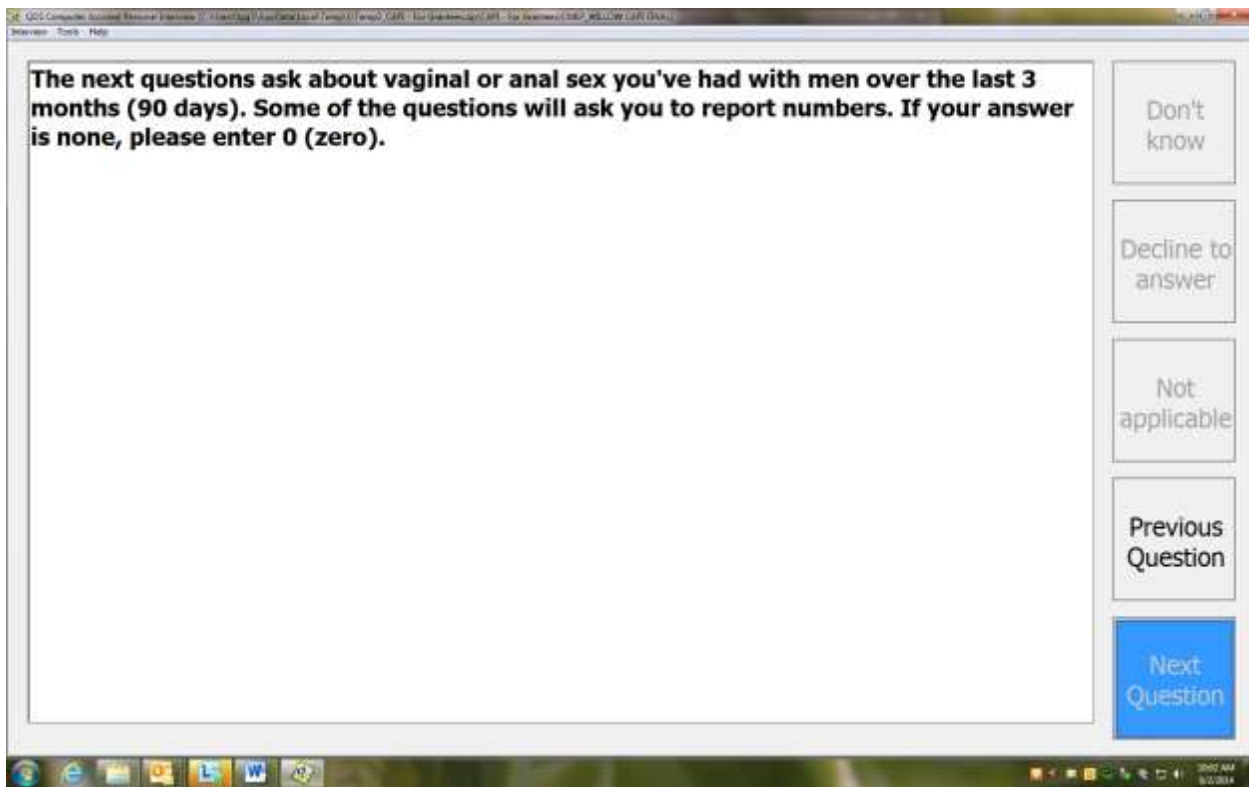 Interview Tools Help
The next questions ask about vaginal or anal sex you've had with men over the last 3
months (90 days). Some of the questions will ask you to report numbers. If your answer
is none, please enter 0 (zero).
Don't
know
Decline to
answer
Not
applicable
Previous
Question
Next
Question